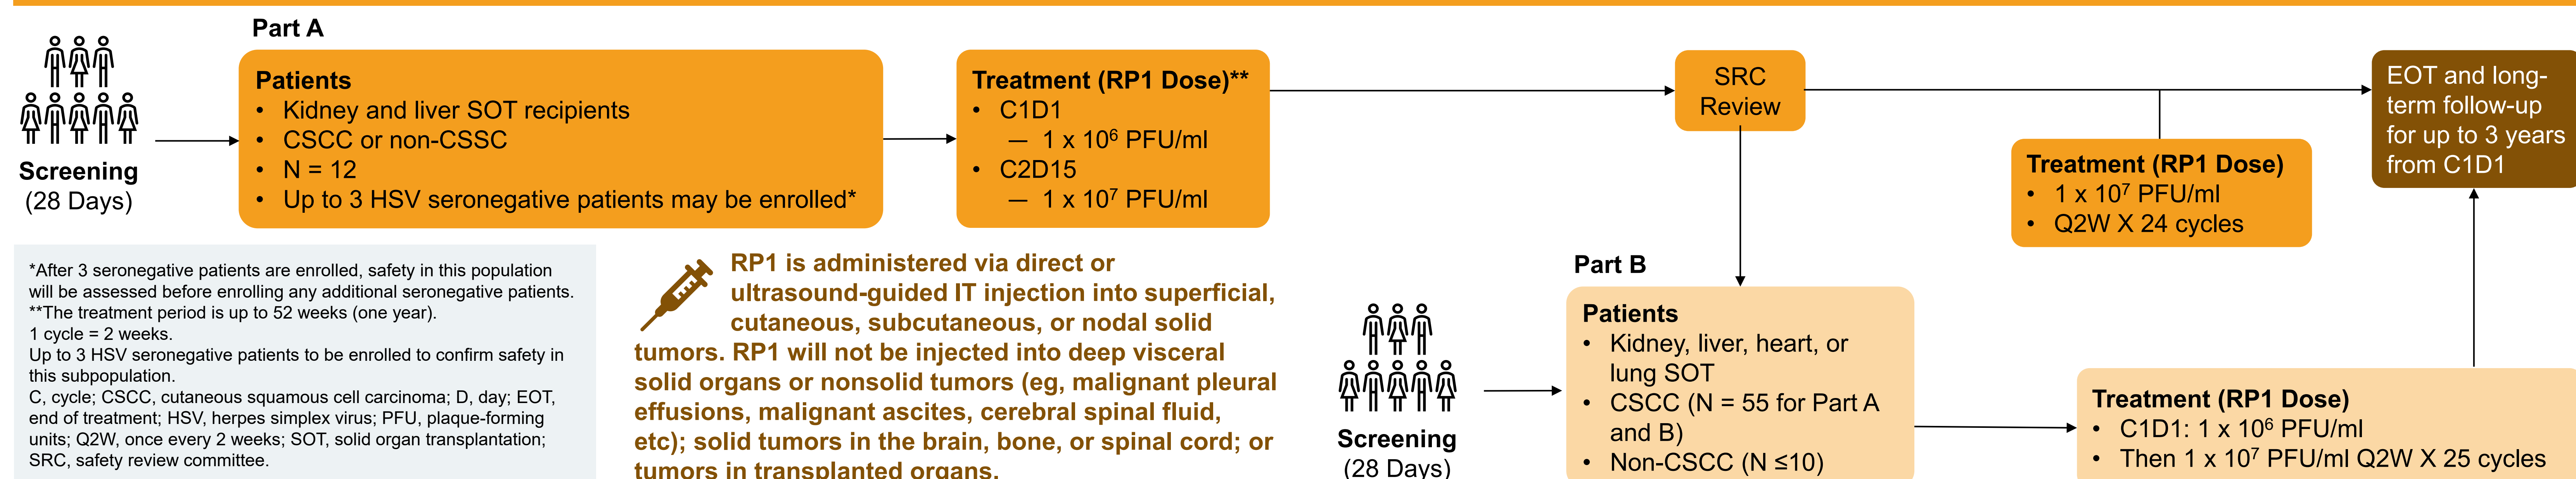 Part A
Screening
(28 Days)
Patients
• Kidney and liver SOT recipients
• CSCC or non-CSSC
• N = 12
• Up to 3 HSV seronegative patients may be enrolled*
Treatment (RP1 Dose)**
• C1D1
— 1 x 10⁶ PFU/ml
• C2D15
— 1 x 10⁷ PFU/ml
SRC
Review
Treatment (RP1 Dose)
• 1 x 10⁷ PFU/ml
• Q2W X 24 cycles
EOT and long-
term follow-up
for up to 3 years
from C1D1
*After 3 seronegative patients are enrolled, safety in this population
will be assessed before enrolling any additional seronegative patients.
**The treatment period is up to 52 weeks (one year).
1 cycle = 2 weeks.
Up to 3 HSV seronegative patients to be enrolled to confirm safety in
this subpopulation.
C, cycle; CSCC, cutaneous squamous cell carcinoma; D, day; EOT,
end of treatment; HSV, herpes simplex virus; PFU, plaque-forming
units; Q2W, once every 2 weeks; SOT, solid organ transplantation;
SRC, safety review committee.
RP1 is administered via direct or
ultrasound-guided IT injection into superficial,
cutaneous, subcutaneous, or nodal solid
tumors. RP1 will not be injected into deep visceral
solid organs or nonsolid tumors (eg, malignant pleural
effusions, malignant ascites, cerebral spinal fluid,
etc); solid tumors in the brain, bone, or spinal cord; or
tumors in transplanted organs.
Part B
Screening
(28 Days)
Patients
• Kidney, liver, heart, or
lung SOT
• CSCC (N = 55 for Part A
and B)
• Non-CSCC (N ≤10)
Treatment (RP1 Dose)
• C1D1: 1 x 10⁶ PFU/ml
• Then 1 x 10⁷ PFU/ml Q2W X 25 cycles